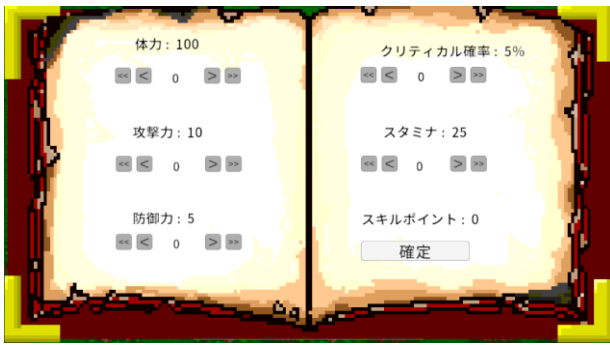 体力：100
<< < 0 > >>
攻撃力：10
<< < 0 > >>
防御力：5
<< < 0 > >>
クリティカル確率：5%
<< < 0 > >>
スタミナ：25
<< < 0 > >>
スキルポイント：0
確定